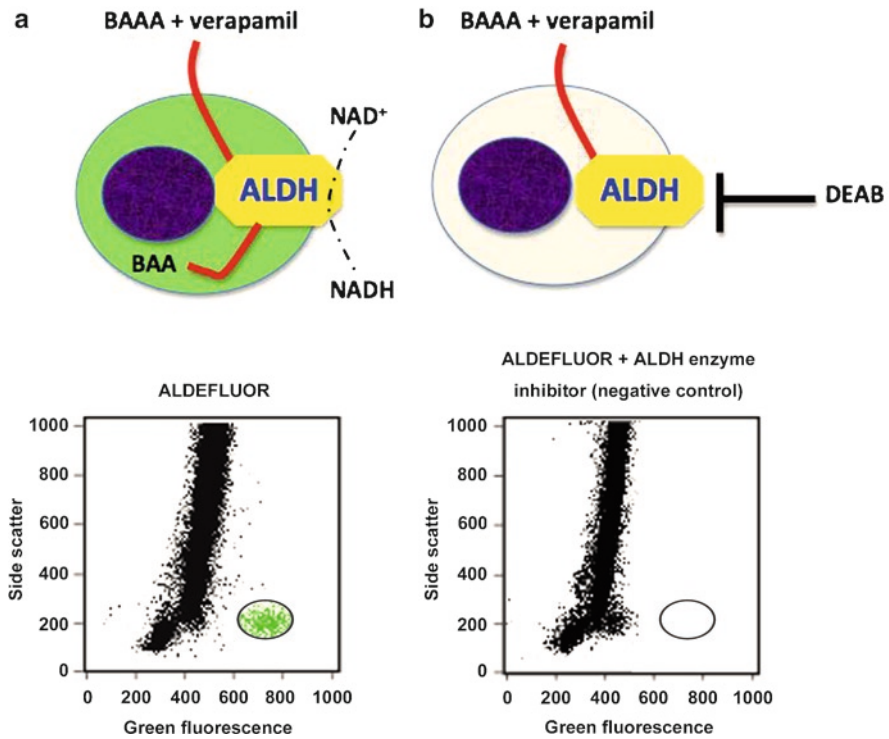 a
BAAA + verapamil
NAD+
ALDH
BAA
NADH
b
BAAA + verapamil
ALDH
DEAB
ALDEFLUOR
1000
800
600
400
200
0
Side scatter
0 200 400 600 800 1000
Green fluorescence
ALDEFLUOR + ALDH enzyme
inhibitor (negative control)
1000
800
600
400
200
0
Side scatter
0 200 400 600 800 1000
Green fluorescence